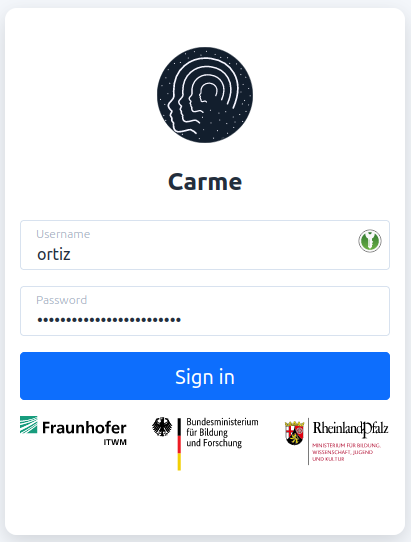 Carme
Username
ortiz
Password
•••••••••••••••••••••••••
Sign in
Fraunhofer
ITWM
Bundesministerium
für Bildung
und Forschung
RheinlandPfalz
MINISTERIUM FÜR BILDUNG,
WISSENSCHAFT, JUGEND
UND KULTUR